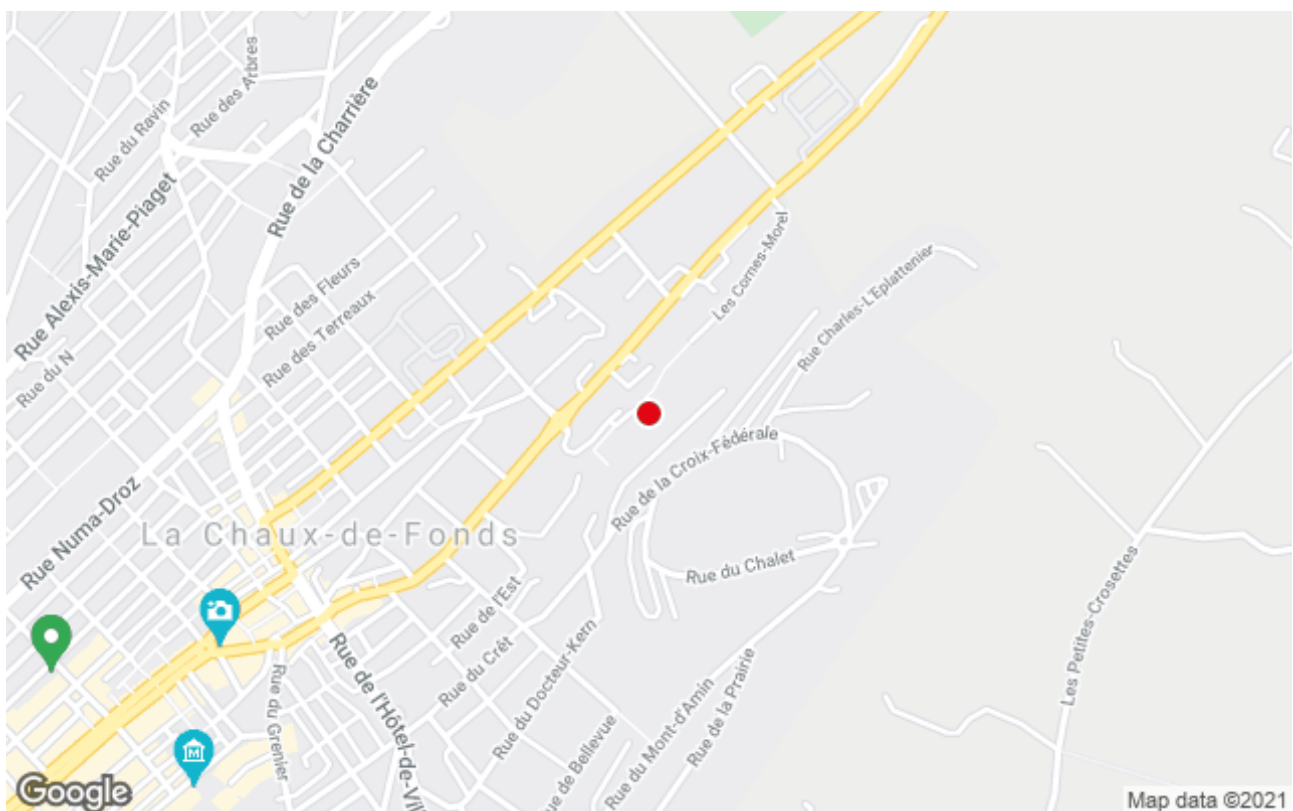 Rue des Arbres
Rue du Ravin
Rue de la Charrière
Rue Alexis-Marie-Piaget
Les Cornes-Morel
Rue Charles-L'Eplattenier
Rue des Fleurs
Rue des Terreaux
Rue du N
Rue de la Croix-Fédérale
Rue Numa-Droz
La Chaux-de-Fonds
Rue du Chalet
Rue de l'Est
Rue du Crêt
Rue du Docteur-Kern
Les Petites-Crosettes
Rue de l'Hôtel-de-Vil
Rue du Grenier
Rue du Mont-d'Amin
Rue de la Prairie
ue de Bellevue
M
Google
Map data ©2021